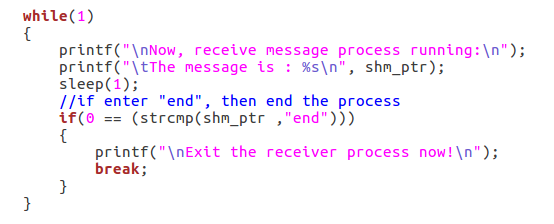 while(1)
{
    printf("\nNow, receive message process running:\n");
    printf("\tThe message is : %s\n", shm_ptr);
    sleep(1);
    //if enter "end", then end the process
    if(0 == (strcmp(shm_ptr ,"end")))
    {
        printf("\nExit the receiver process now!\n");
        break;
    }
}